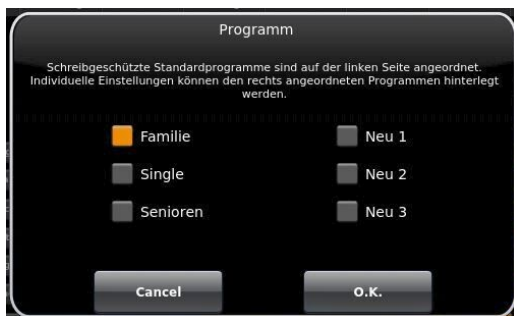 Programm
Schreibgeschützte Standardprogramme sind auf der linken Seite angeordnet.
Individuelle Einstellungen können den rechts angeordneten Programmen hinterlegt
werden.
Familie
Neu 1
Single
Neu 2
Senioren
Neu 3
Cancel
O.K.